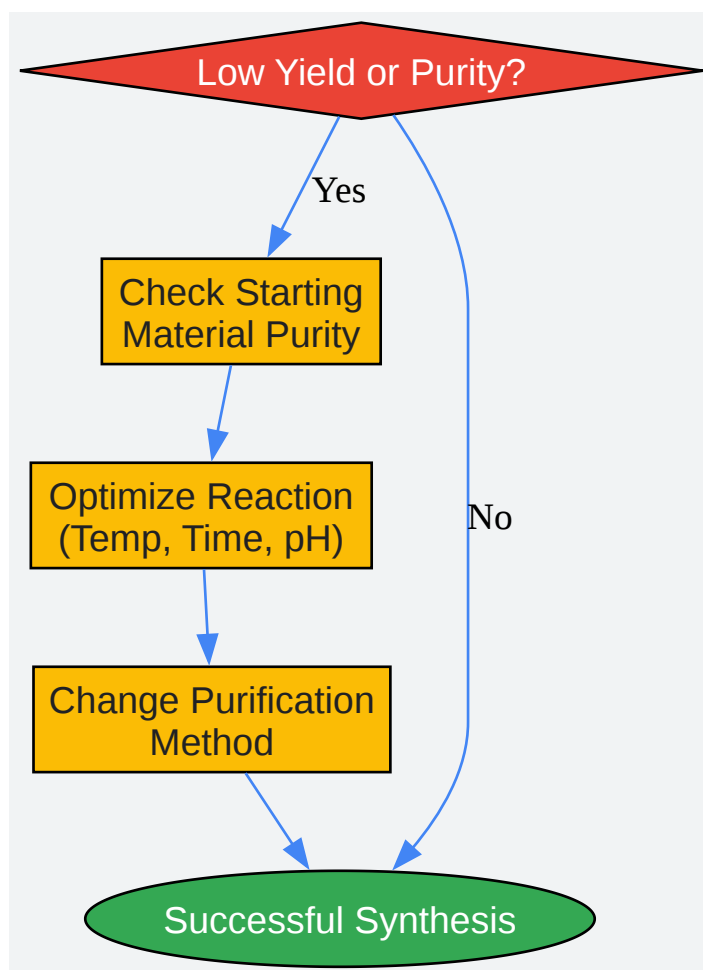 Low Yield or Purity?
Yes
Check Starting
Material Purity
Optimize Reaction
(Temp, Time, pH)
No
Change Purification
Method
Successful Synthesis